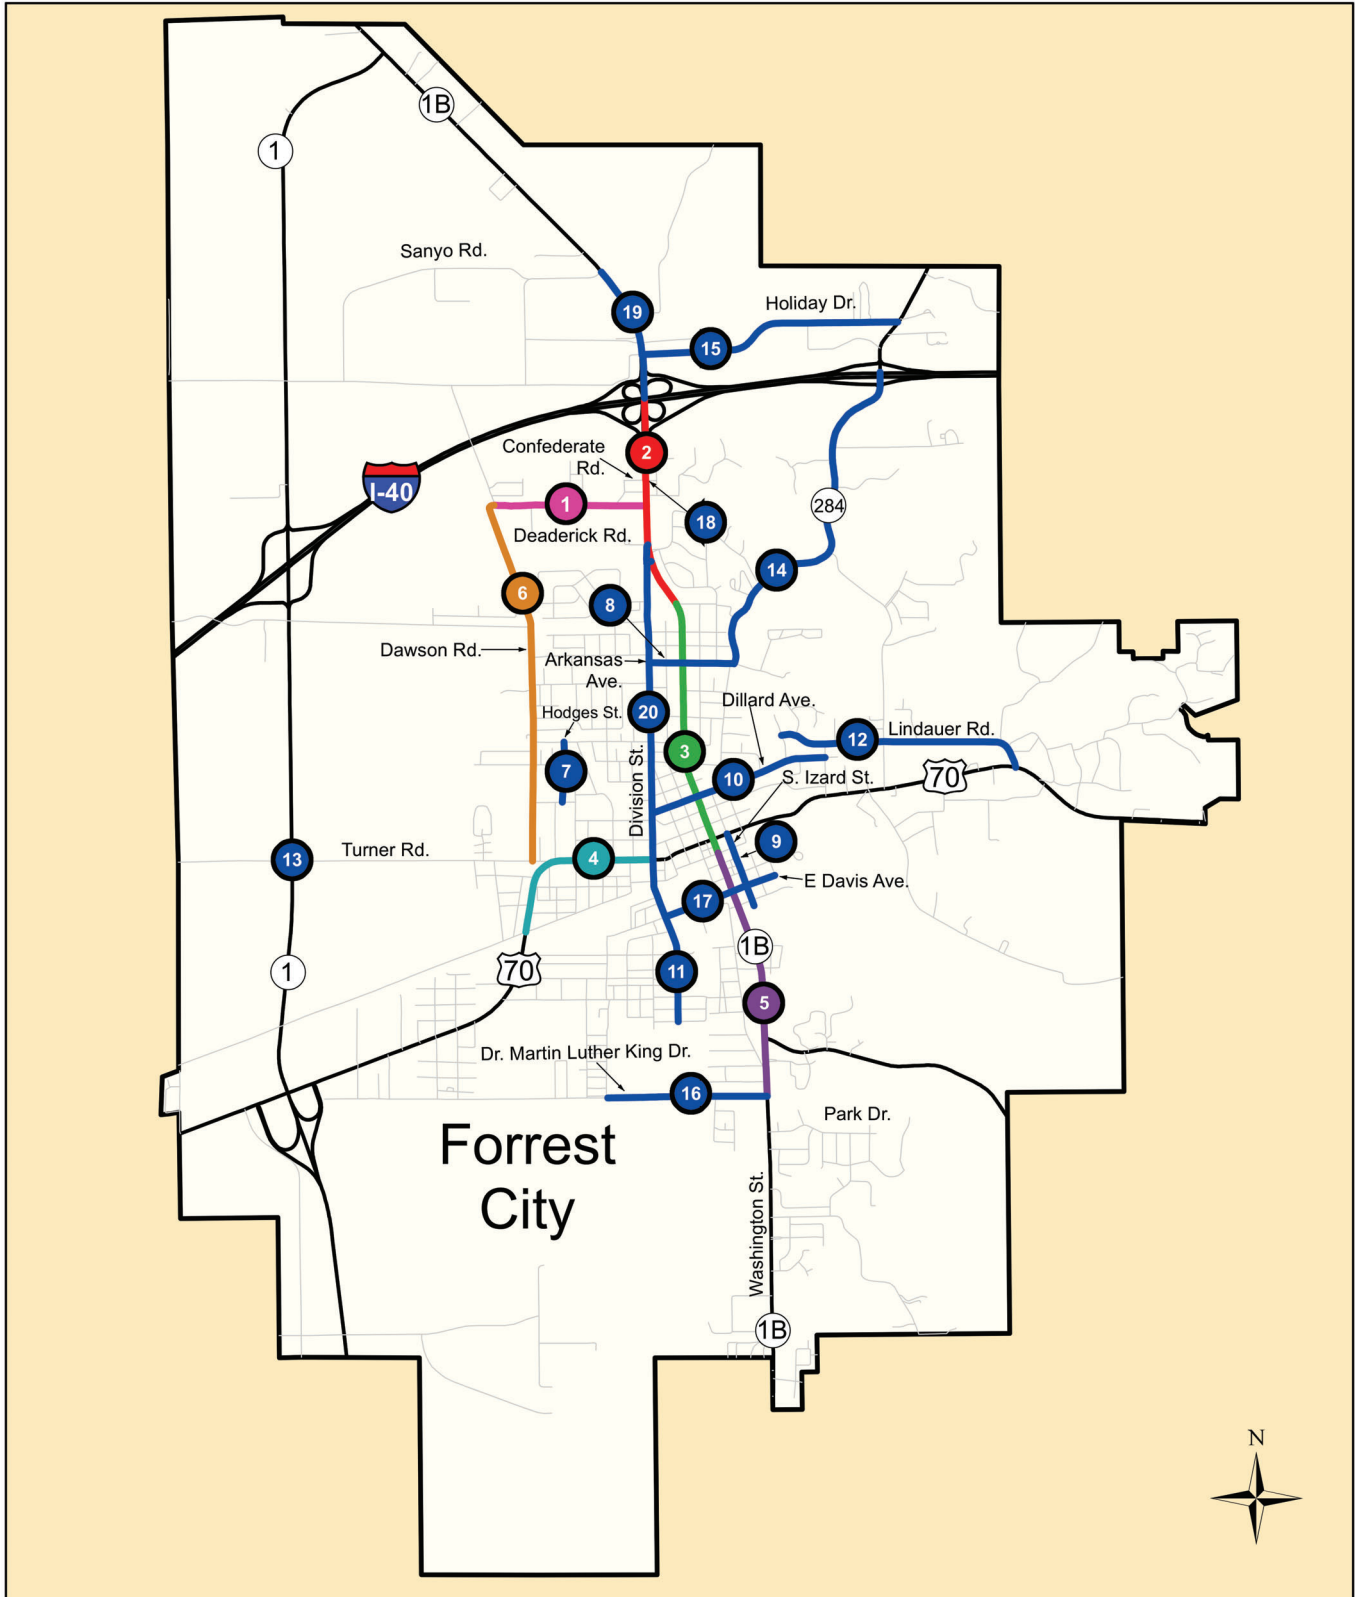 1B
1
Sanyo Rd.
Holiday Dr.
19
15
Confederate
Rd.
2
I-40
1
284
18
Deaderick Rd.
14
6
8
Dawson Rd.
Arkansas
Ave.
Dillard Ave.
Hodges St.
20
12
Lindauer Rd.
3
7
10
S. Izard St.
70
Division St.
9
13
Turner Rd.
4
E Davis Ave.
17
1B
1
70
11
5
Dr. Martin Luther King Dr.
16
Park Dr.
Forrest
City
Washington St.
1B
N